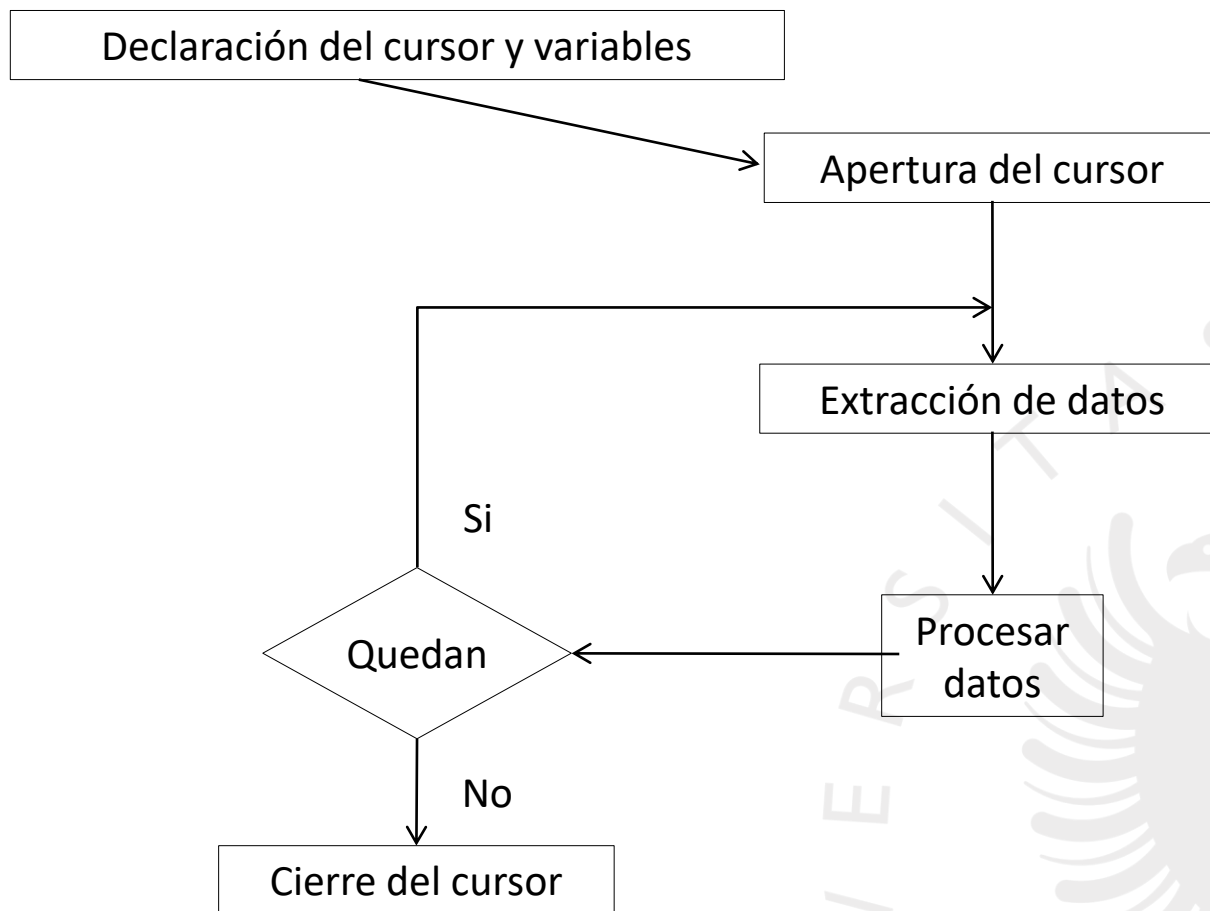 Declaración del cursor y variables
Apertura del cursor
Extracción de datos
Si
Procesar
datos
Quedan
No
Cierre del cursor
V E R S I T A S